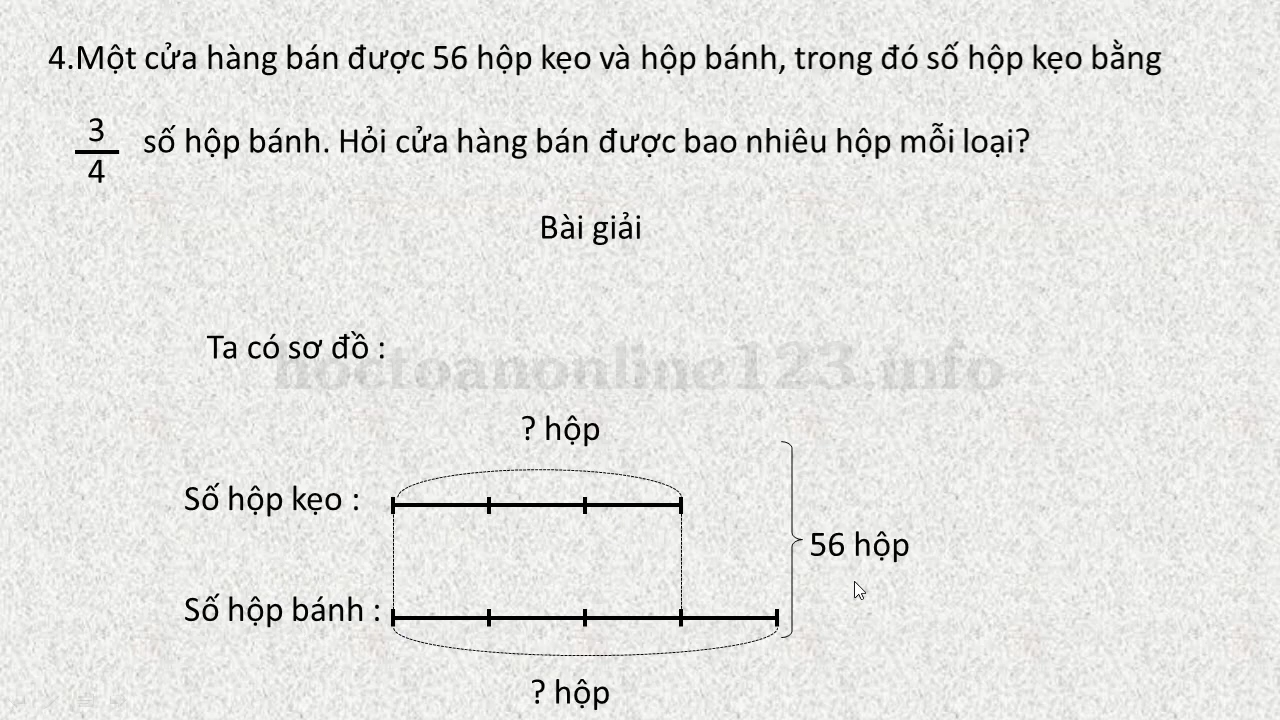 4.Một cửa hàng bán được 56 hộp kẹo và hộp bánh, trong đó số hộp kẹo bằng
3
4
số hộp bánh. Hỏi cửa hàng bán được bao nhiêu hộp mỗi loại?
Bài giải
Ta có sơ đồ :
hoctoanonline123.info
? hộp
Số hộp kẹo :
56 hộp
Số hộp bánh :
? hộp